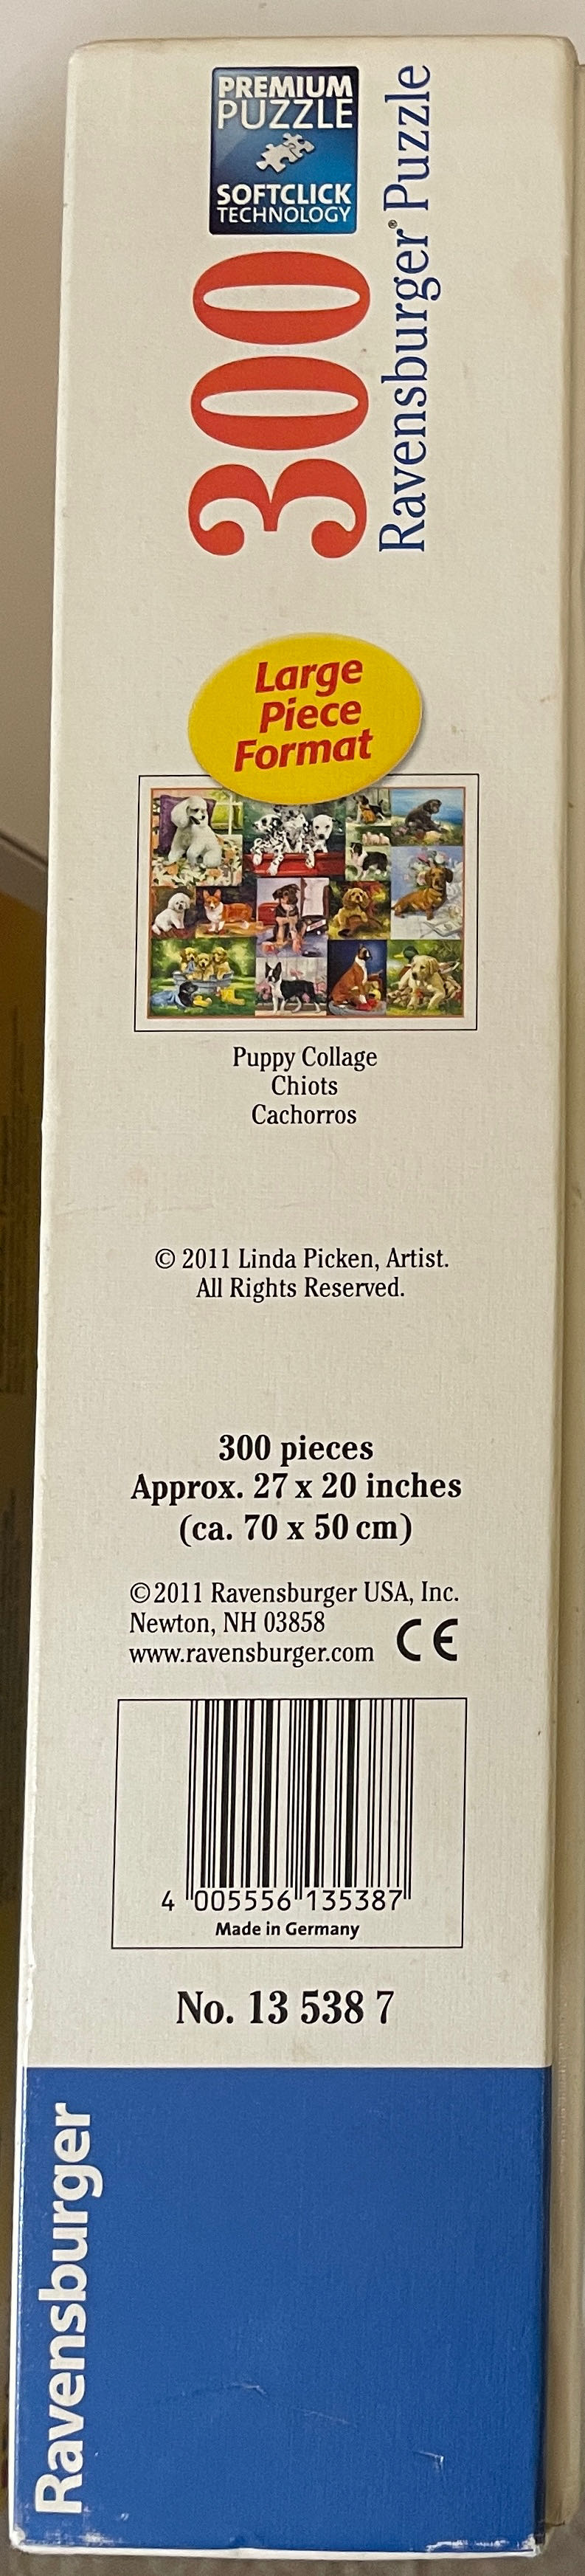 PREMIUM
PUZZLE
SOFTCLICK
TECHNOLOGY
300
Ravensburger® Puzzle
Large
Piece
Format
Puppy Collage
Chiots
Cachorros
© 2011 Linda Picken, Artist.
All Rights Reserved.
300 pieces
Approx. 27 x 20 inches
(ca. 70 x 50 cm)
©2011 Ravensburger USA, Inc.
Newton, NH 03858
www.ravensburger.com
CE
4 005556 135387
Made in Germany
No. 13 538 7
Ravensburger